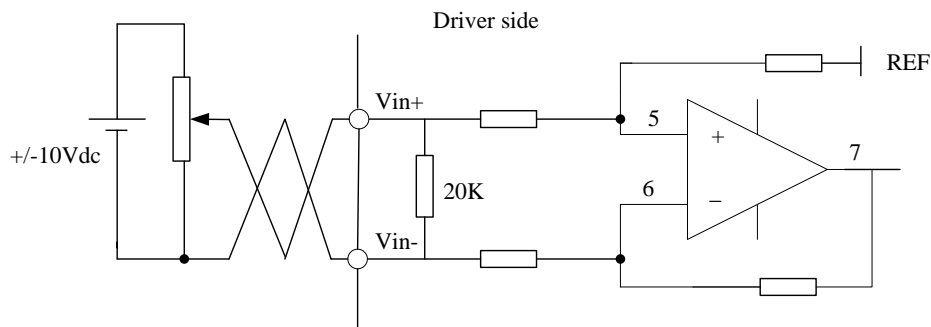 Driver side
Vin+
REF
5
+
7
+/-10Vdc
20K
6
−
Vin-